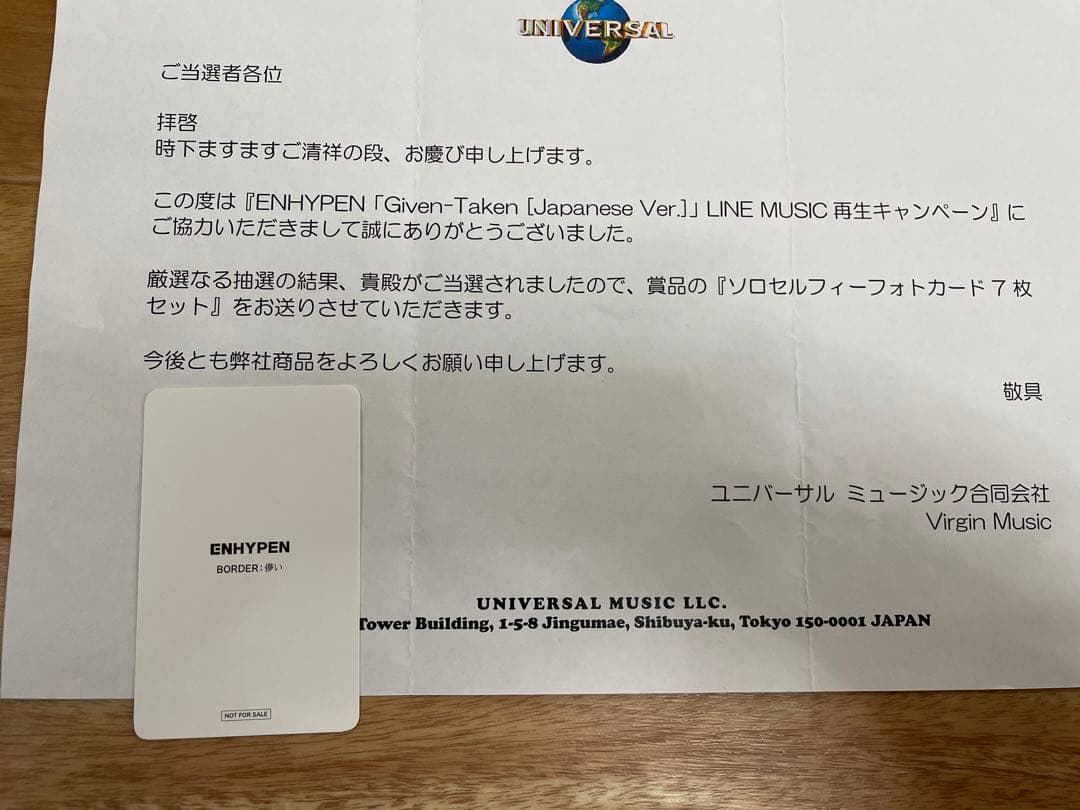 UNIVERSAL
ご当選者各位
拝啓
時下ますますご清祥の段、お慶び申し上げます。
この度は『ENHYPEN「Given-Taken [Japanese Ver.]」LINE MUSIC 再生キャンペーン』に
ご協力いただきまして誠にありがとうございました。
厳選なる抽選の結果、貴殿がご当選されましたので、賞品の『ソロセルフィーフォトカード 7 枚
セット』をお送りさせていただきます。
今後とも弊社商品をよろしくお願い申し上げます。
敬具
ユニバーサル ミュージック合同会社
Virgin Music
ENHYPEN
BORDER : 儚い
NOT FOR SALE
UNIVERSAL MUSIC LLC.
Tower Building, 1-5-8 Jingumae, Shibuya-ku, Tokyo 150-0001 JAPAN